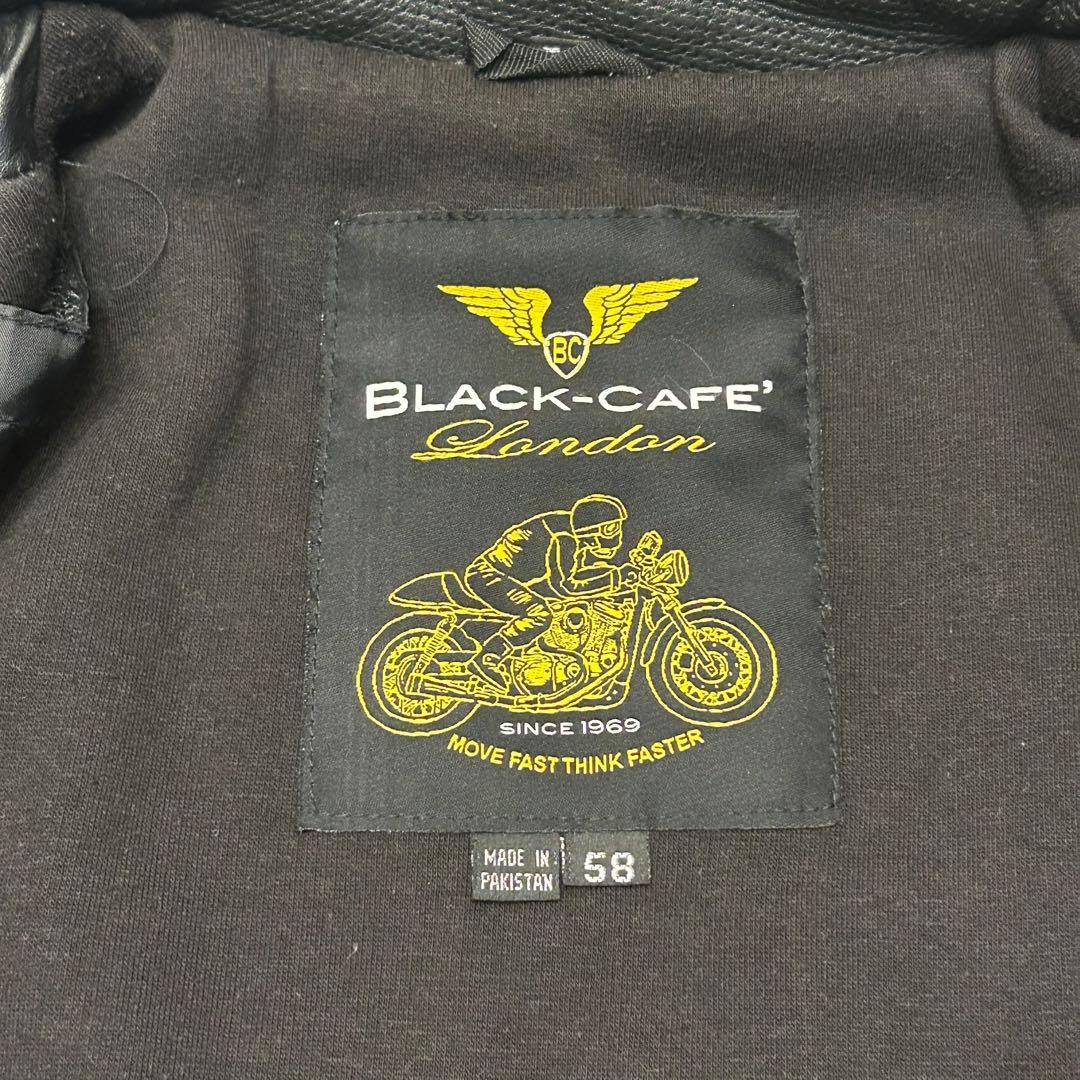 BC
BLACK-CAFE'
London
SINCE 1969
MOVE FAST THINK FASTER
MADE IN
PAKISTAN
58